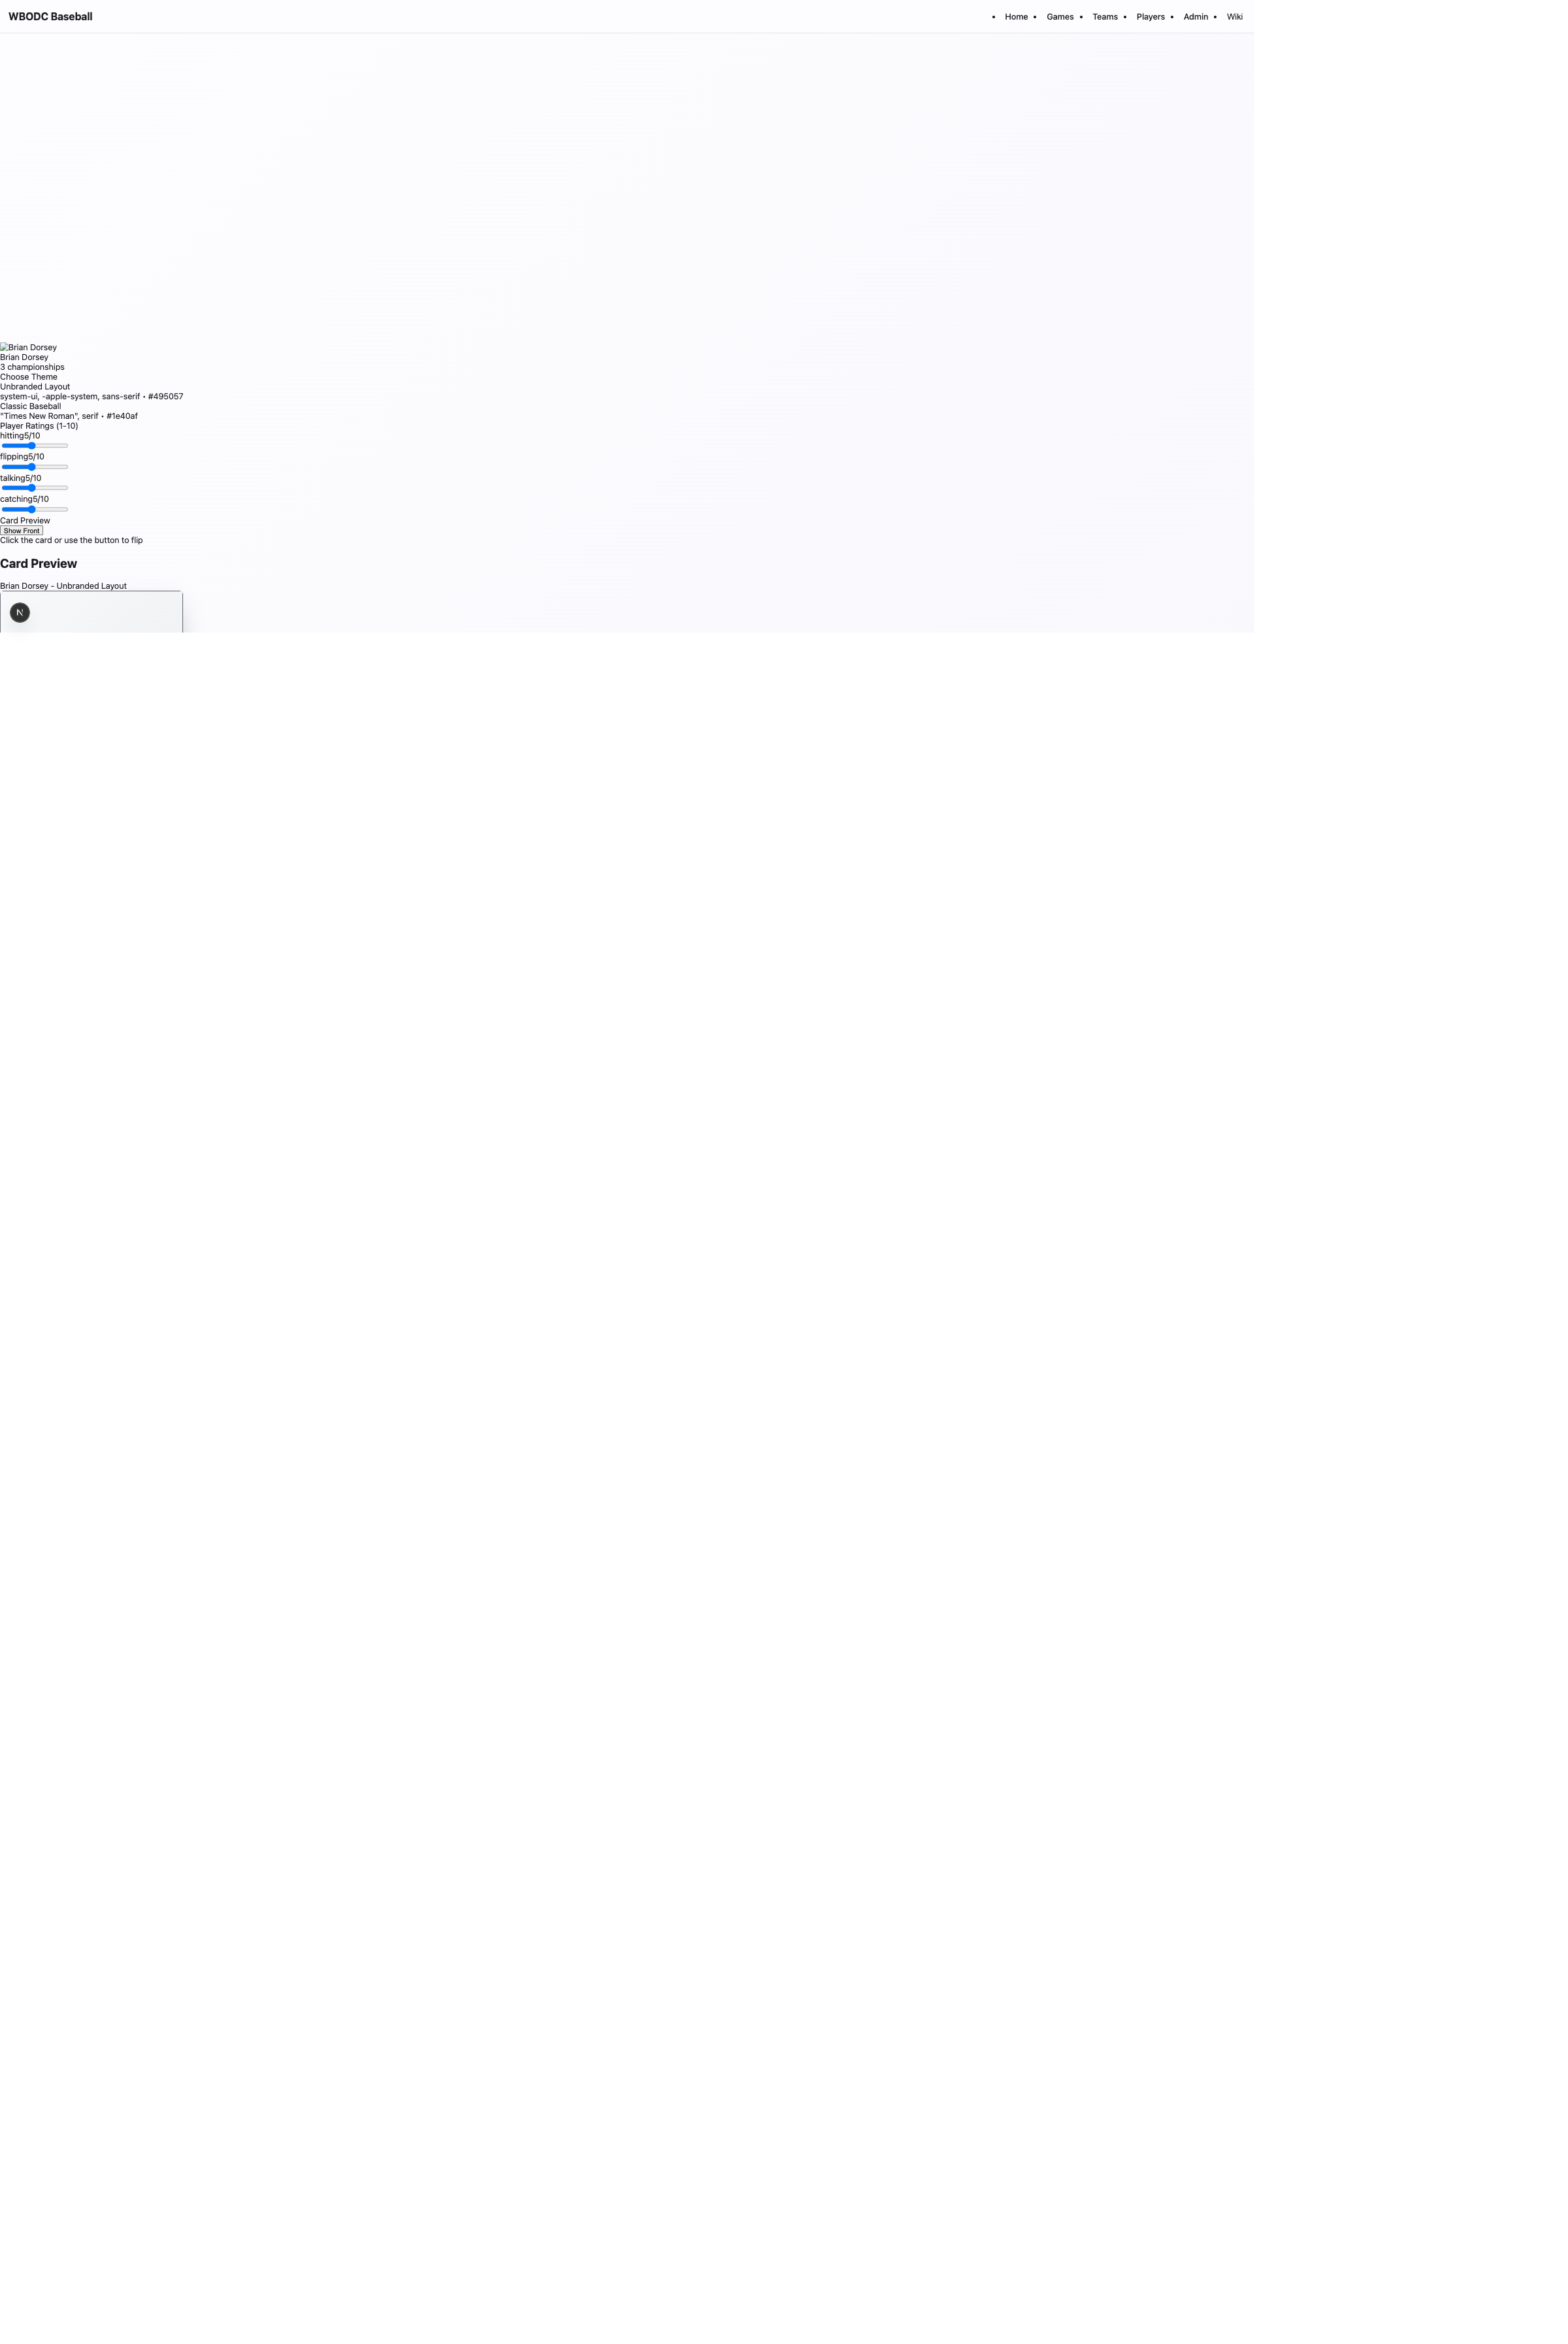 WBODC Baseball
• Home • Games • Teams • Players • Admin • Wiki
Brian Dorsey
Brian Dorsey
3 championships
Choose Theme
Unbranded Layout
system-ui, -apple-system, sans-serif • #495057
Classic Baseball
"Times New Roman", serif • #1e40af
Player Ratings (1-10)
hitting5/10
flipping5/10
talking5/10
catching5/10
Card Preview
Show Front
Click the card or use the button to flip
Card Preview
Brian Dorsey - Unbranded Layout
N